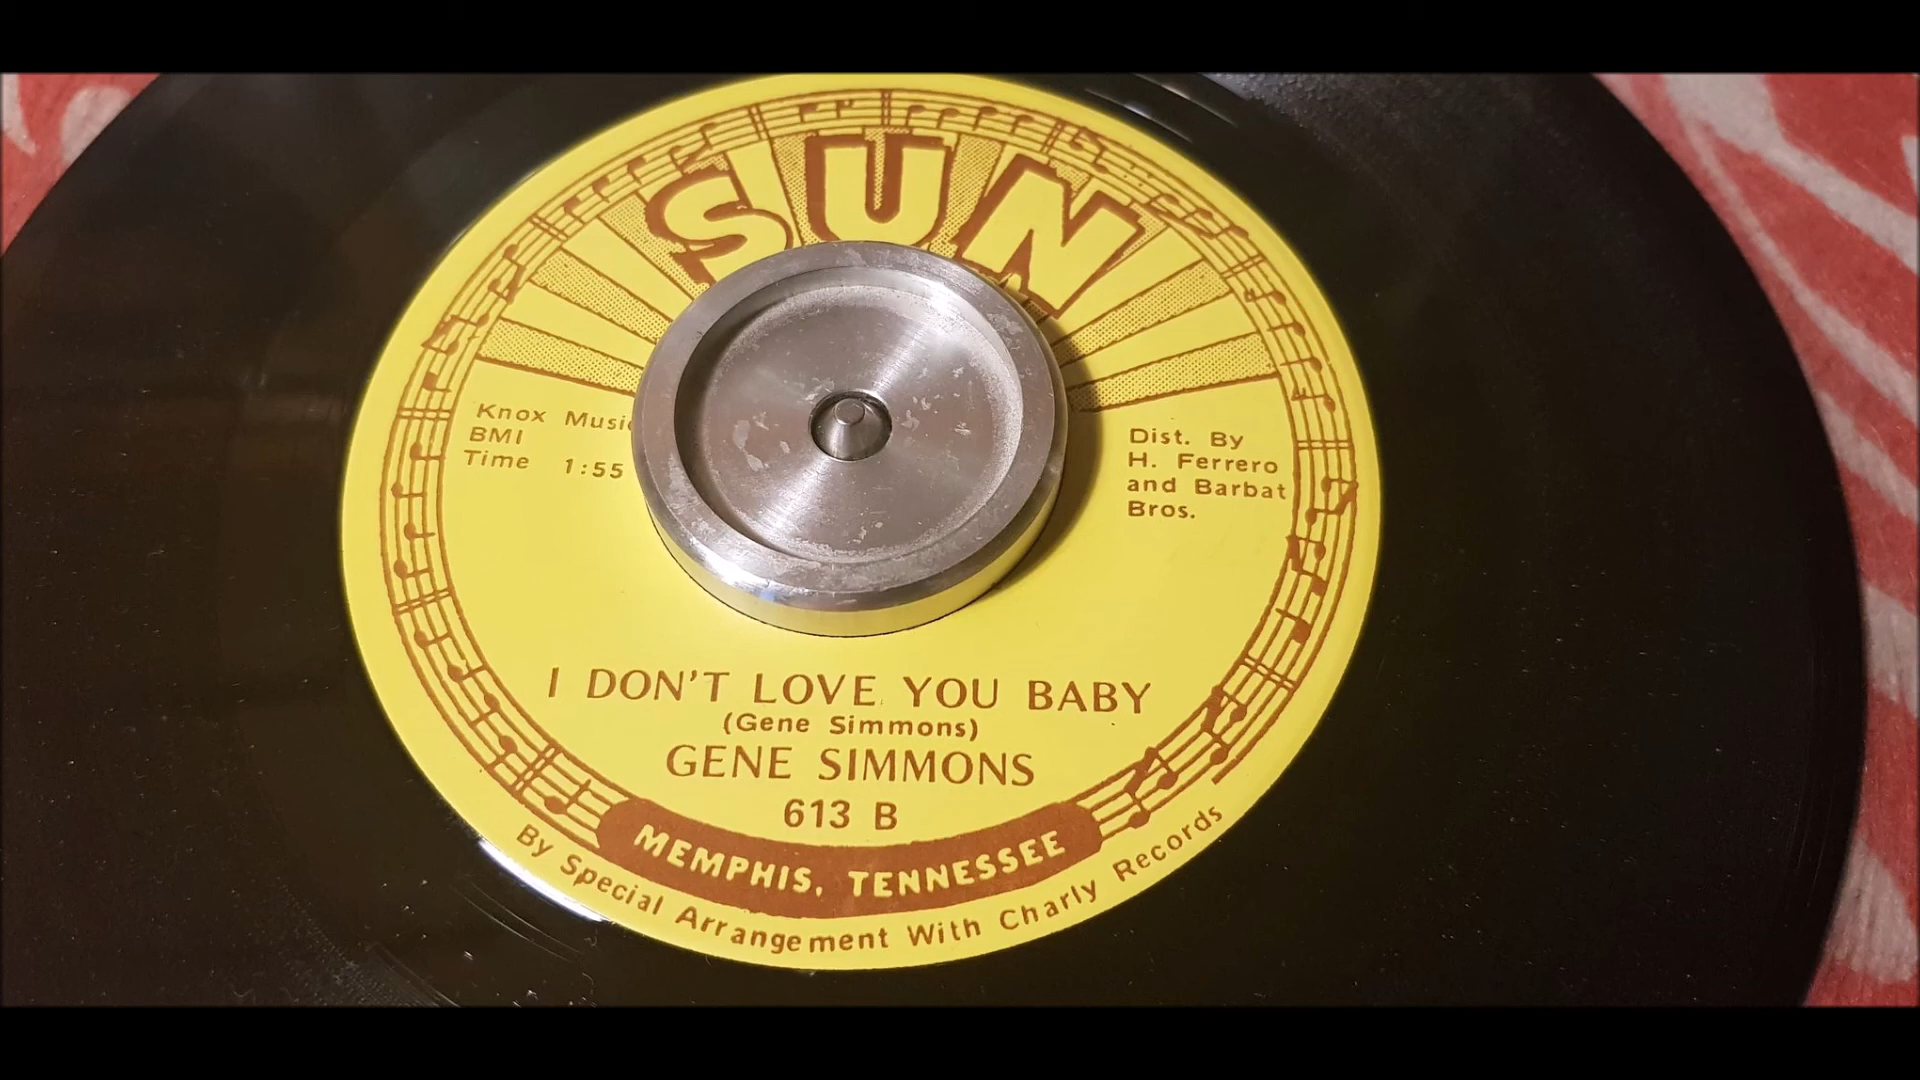 SUN
Knox Music
BMI
Time 1:55
Dist. By
H. Ferrero
and Barbat
Bros.
I DON'T LOVE YOU BABY
(Gene Simmons)
GENE SIMMONS
613 B
MEMPHIS, TENNESSEE
By Special Arrangement With Charly Records